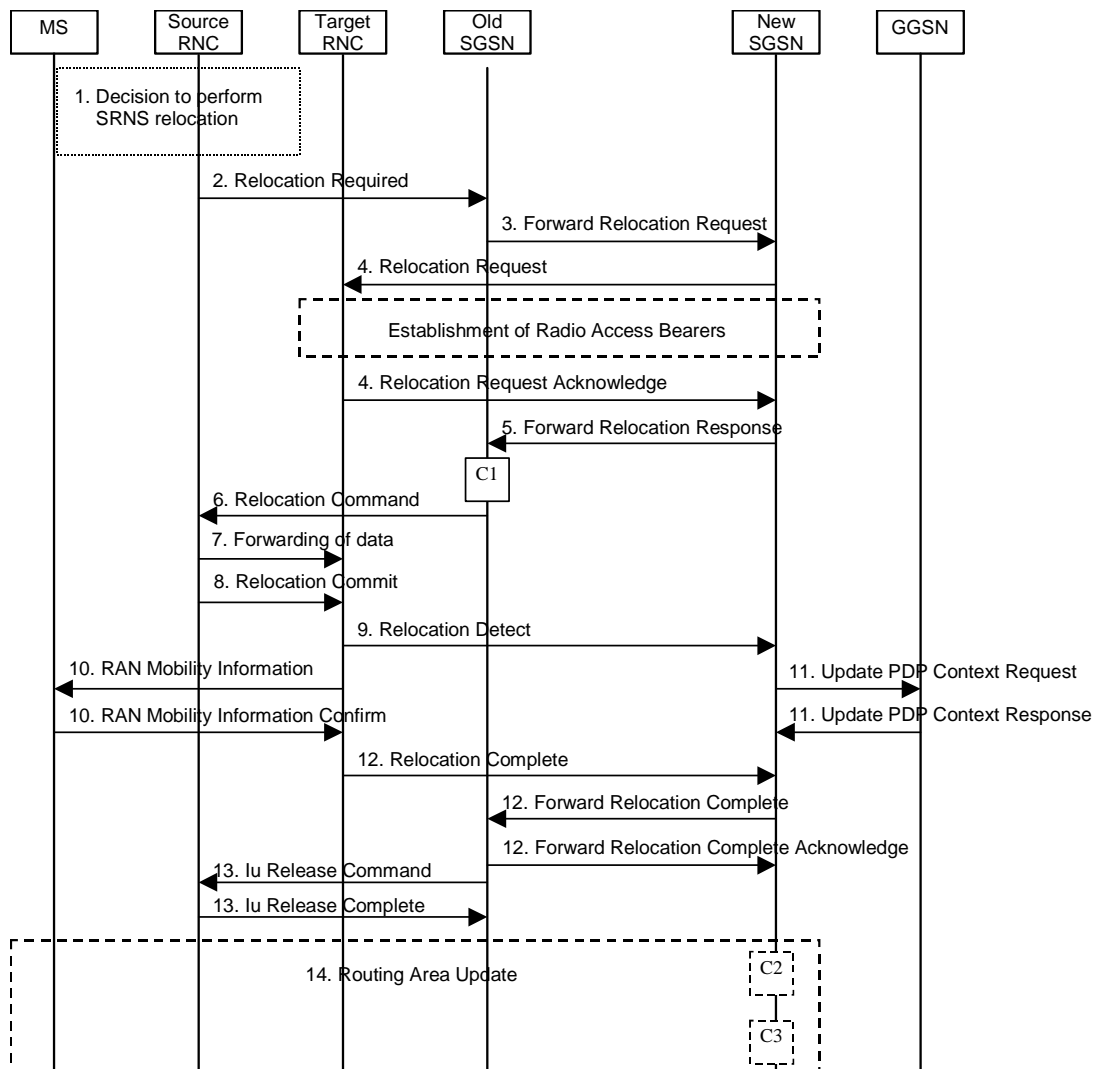 MS
Source
RNC
Target
RNC
Old
SGSN
New
SGSN
GGSN
1. Decision to perform
SRNS relocation
2. Relocation Required
3. Forward Relocation Request
4. Relocation Request
Establishment of Radio Access Bearers
4. Relocation Request Acknowledge
5. Forward Relocation Response
C1
6. Relocation Command
7. Forwarding of data
8. Relocation Commit
9. Relocation Detect
10. RAN Mobility Information
11. Update PDP Context Request
10. RAN Mobility Information Confirm
11. Update PDP Context Response
12. Relocation Complete
12. Forward Relocation Complete
12. Forward Relocation Complete Acknowledge
13. Iu Release Command
13. Iu Release Complete
14. Routing Area Update
C2
C3